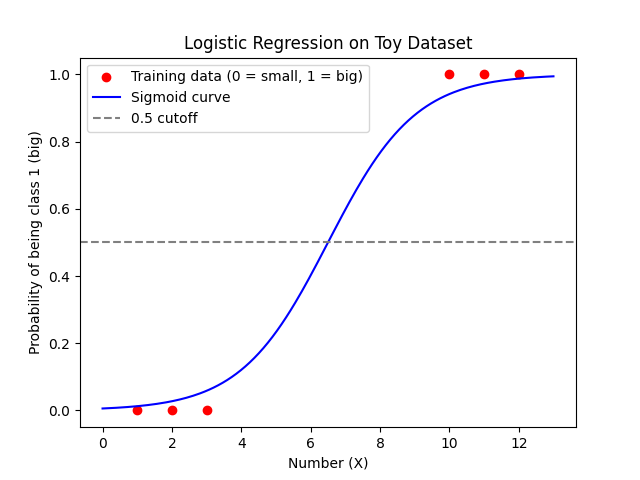 Logistic Regression on Toy Dataset
Training data (0 = small, 1 = big)
Sigmoid curve
0.5 cutoff
Probability of being class 1 (big)
1.0
0.8
0.6
0.4
0.2
0.0
0 2 4 6 8 10 12
Number (X)